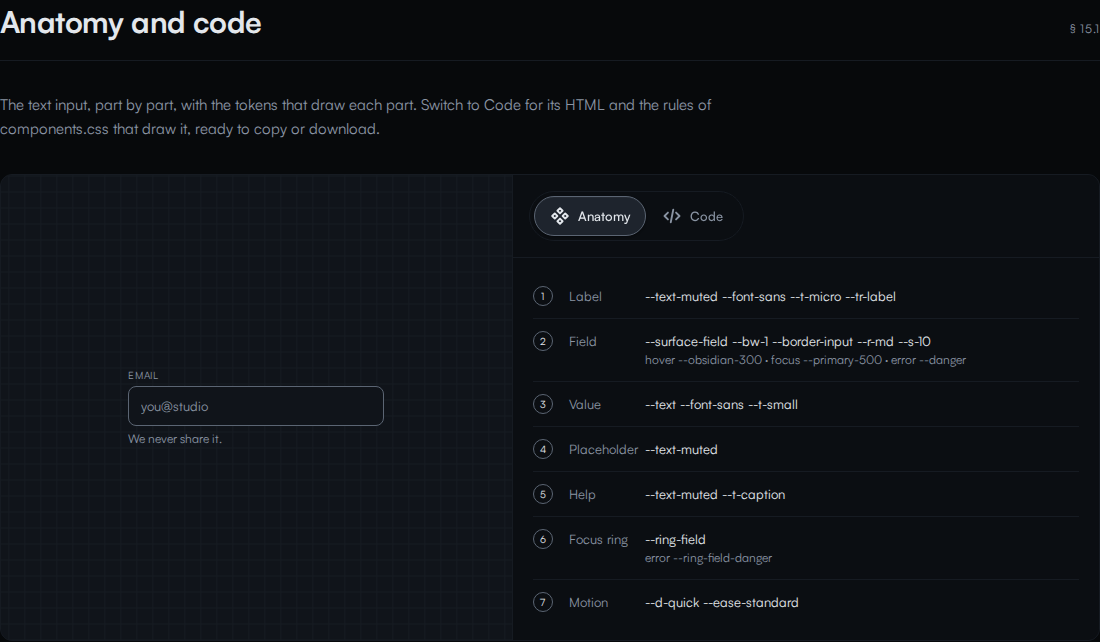 Anatomy and code
§ 15.1
The text input, part by part, with the tokens that draw each part. Switch to Code for its HTML and the rules of
components.css that draw it, ready to copy or download.
Anatomy
Code
EMAIL
you@studio
We never share it.
1 Label --text-muted --font-sans --t-micro --tr-label
2 Field --surface-field --bw-1 --border-input --r-md --s-10
hover --obsidian-300 · focus --primary-500 · error --danger
3 Value --text --font-sans --t-small
4 Placeholder --text-muted
5 Help --text-muted --t-caption
6 Focus ring --ring-field
error --ring-field-danger
7 Motion --d-quick --ease-standard